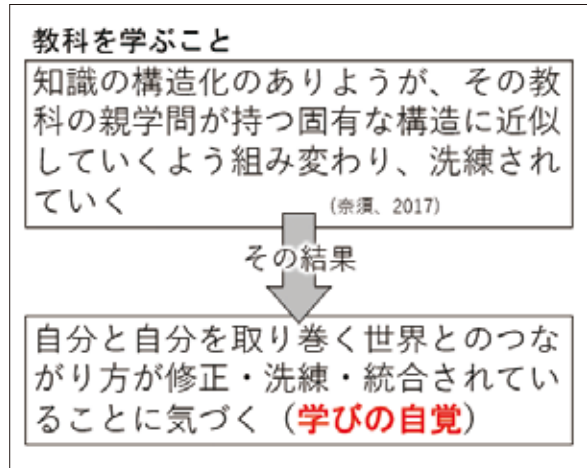 教科を学ぶこと
知識の構造化のありようが、その教
科の親学問が持つ固有な構造に近似
していくよう組み変わり、洗練され
ていく (奈須、2017)
その結果
自分と自分を取り巻く世界とのつな
がり方が修正・洗練・統合されてい
ることに気づく（学びの自覚）